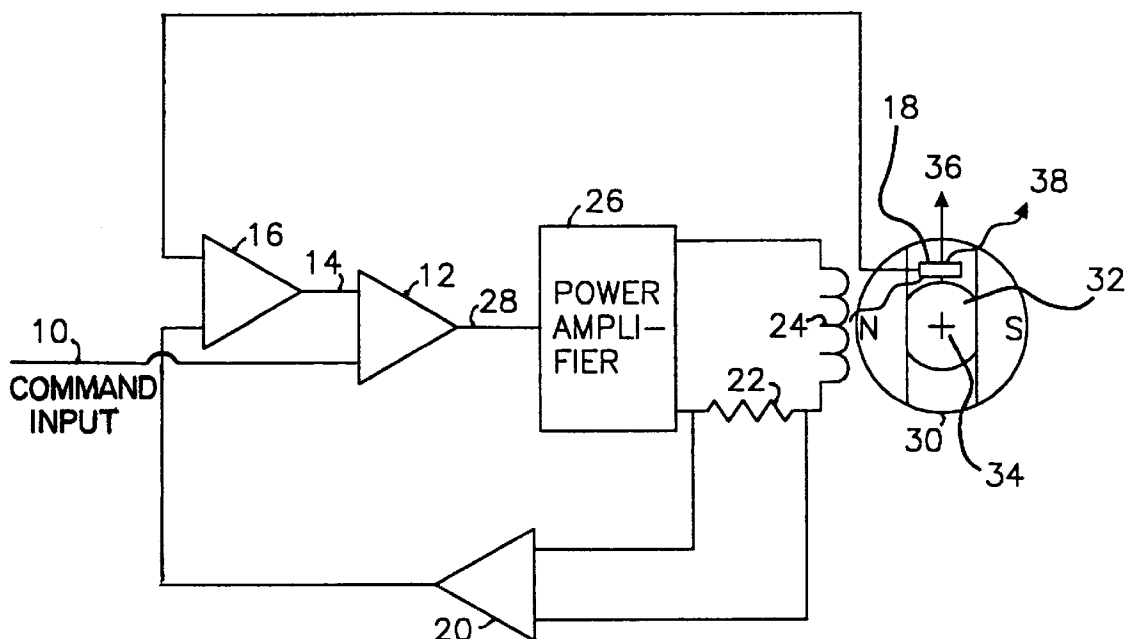 18
36
38
16
14
12
26
28
POWER
AMPLI-
FIER
24
N
S
32
10
COMMAND
INPUT
22
30
34
20